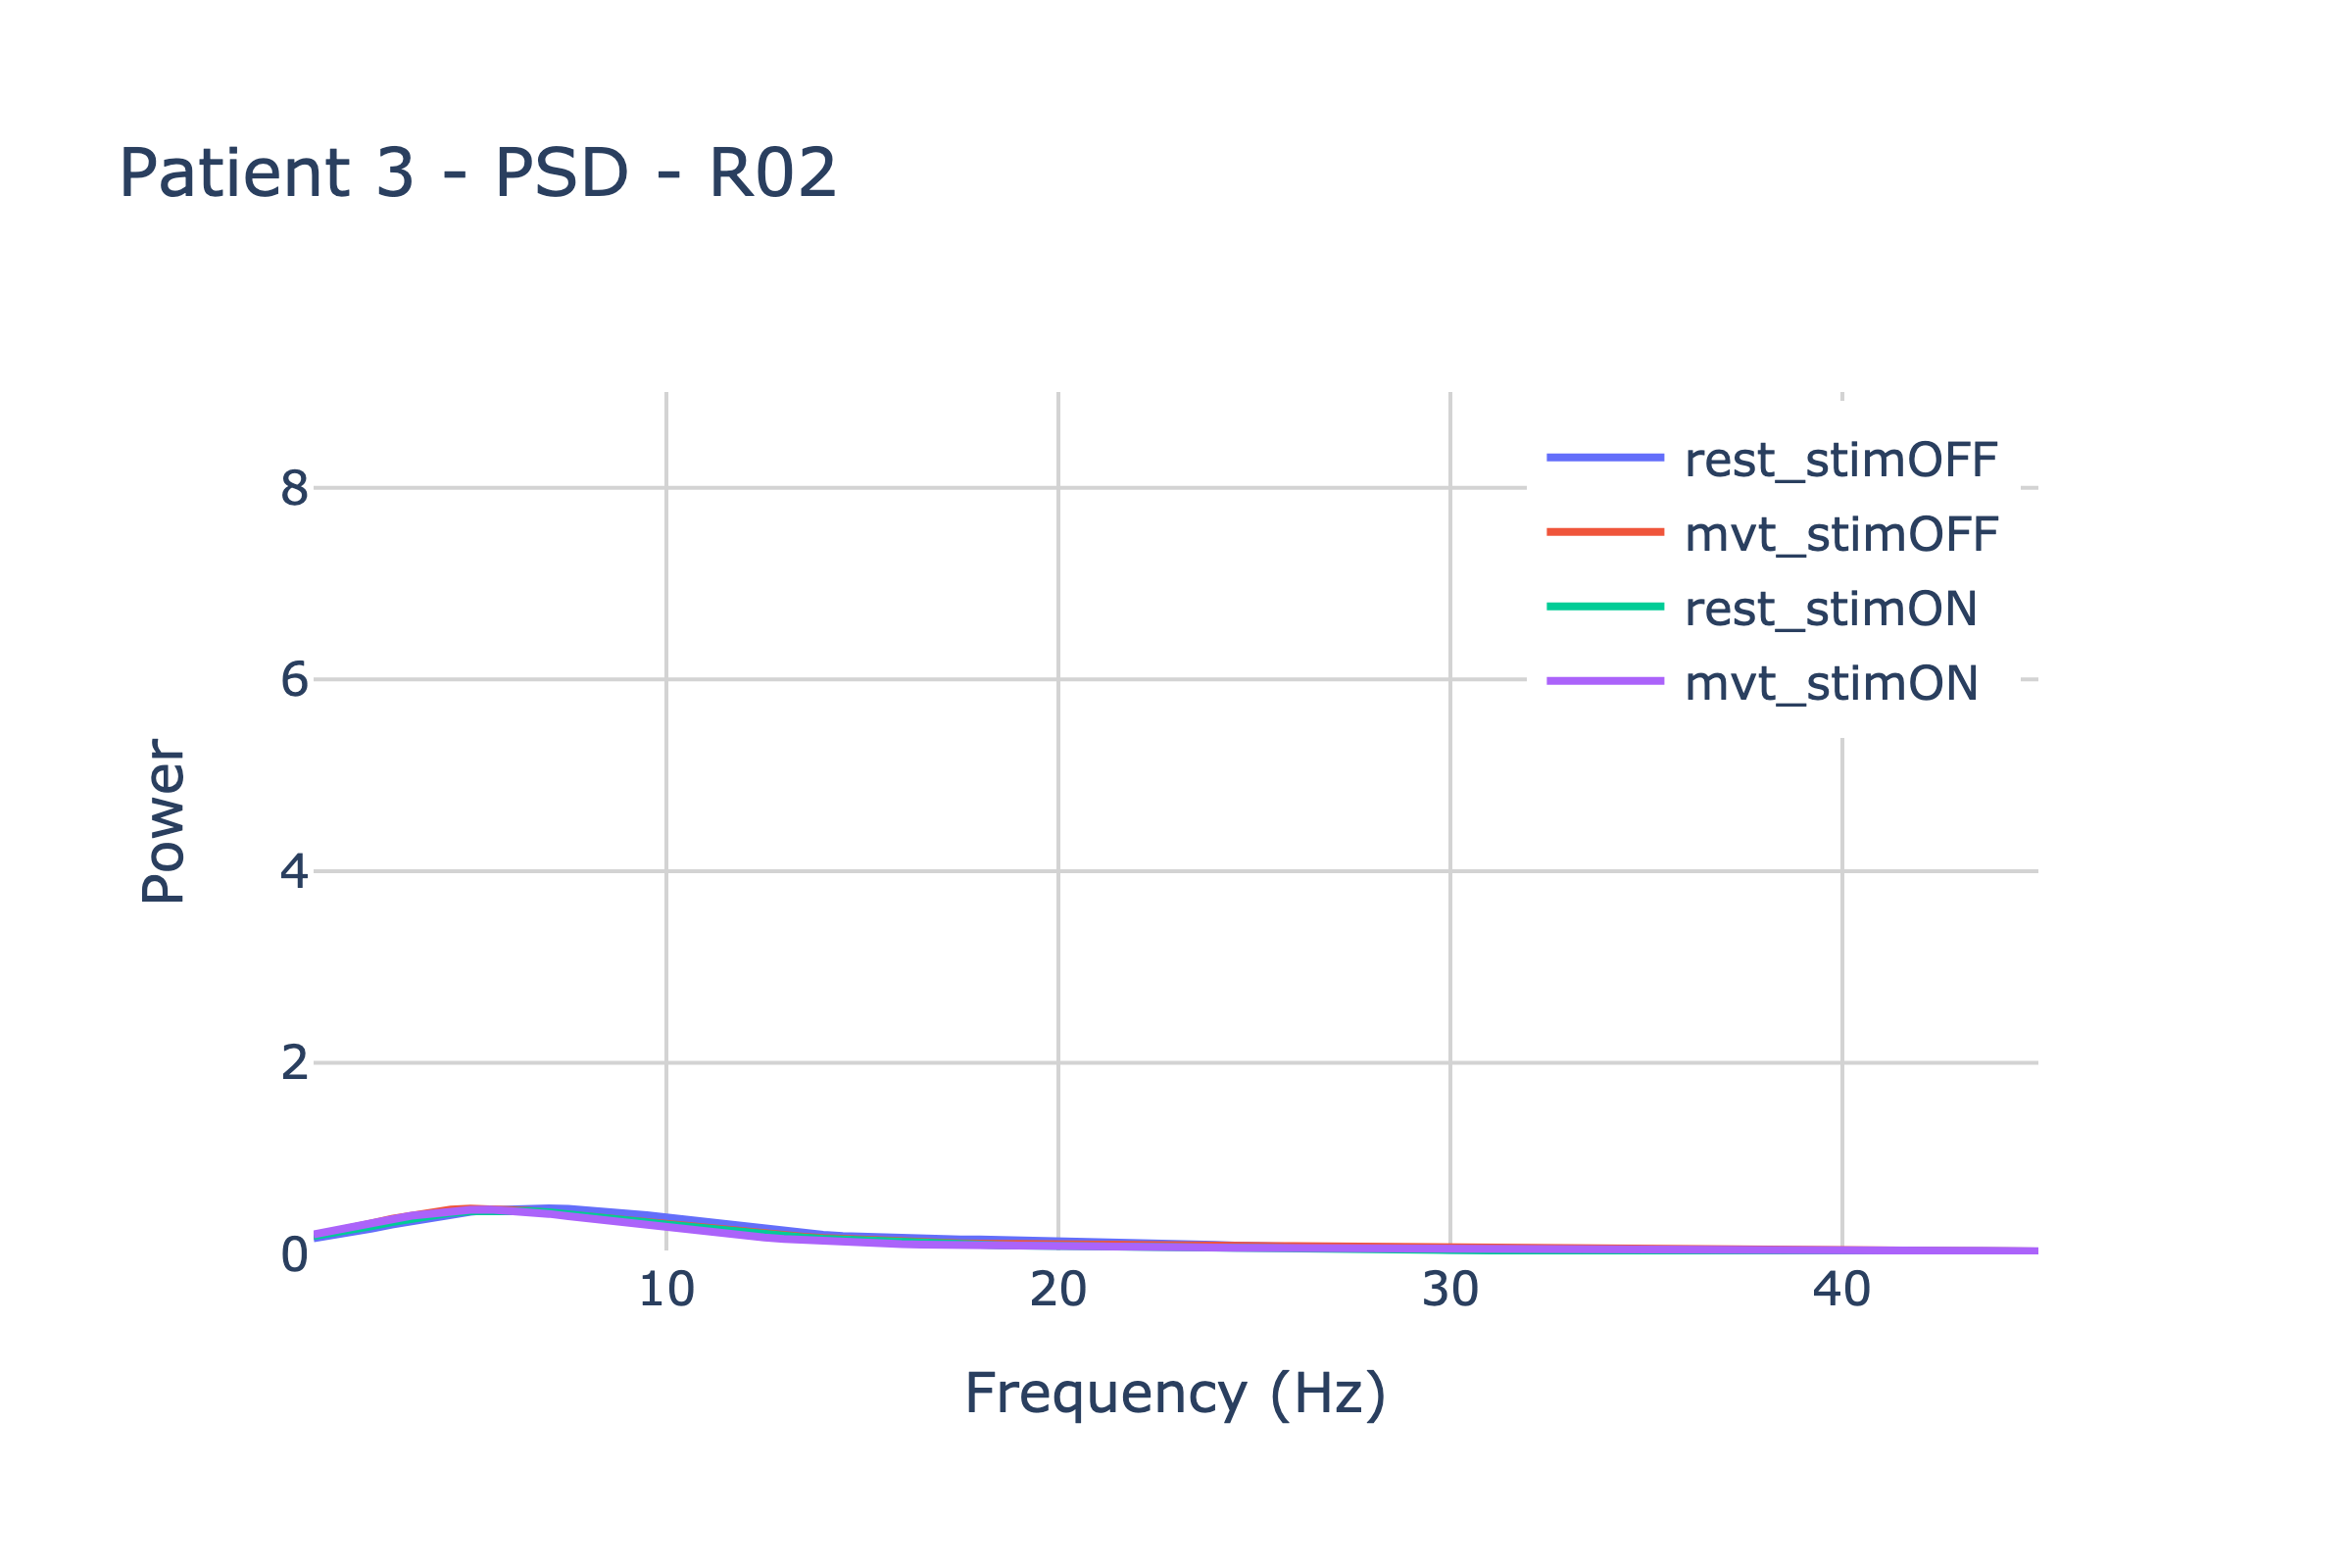 Patient 3 - PSD - R02
rest_stimOFF
mvt_stimOFF
rest_stimON
mvt_stimON
8
6
4
2
0
Power
10 20 30 40
Frequency (Hz)